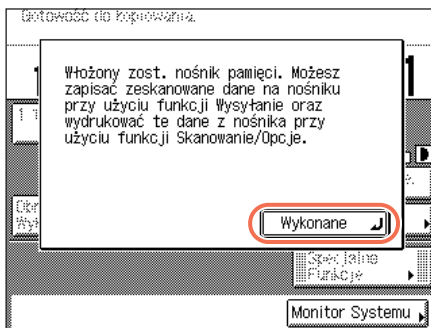 Gotowość do kopiowania.
Włożony zost. nośnik pamięci. Możesz
zapisać zeskanowane dane na nośniku
przy użyciu funkcji Wysyłanie oraz
wydrukować te dane z nośnika przy
użyciu funkcji Skanowanie/Opcje.
Wykonane
Specjalne
Funkcje
Monitor Systemu